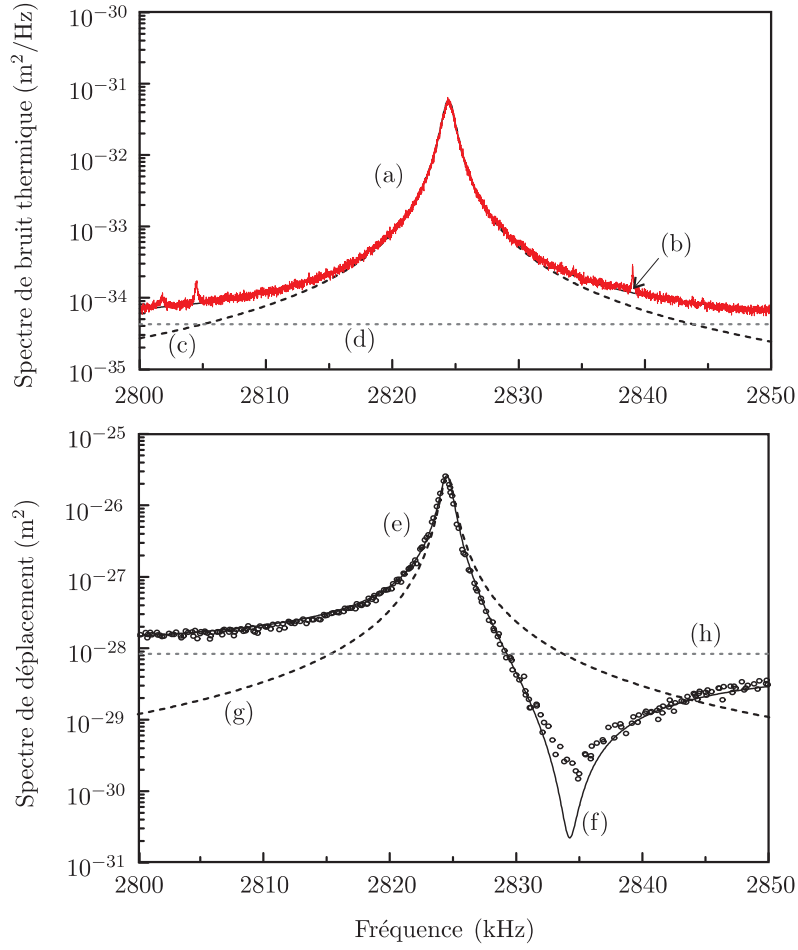 Spectre de bruit thermique (m²/Hz)
10⁻³⁰
10⁻³¹
10⁻³²
10⁻³³
10⁻³⁴
10⁻³⁵
(a)
(b)
(c)
(d)
2800 2810 2820 2830 2840 2850
Spectre de déplacement (m²)
10⁻²⁵
10⁻²⁶
10⁻²⁷
10⁻²⁸
10⁻²⁹
10⁻³⁰
10⁻³¹
(e)
(h)
(g)
(f)
2800 2810 2820 2830 2840 2850
Fréquence (kHz)